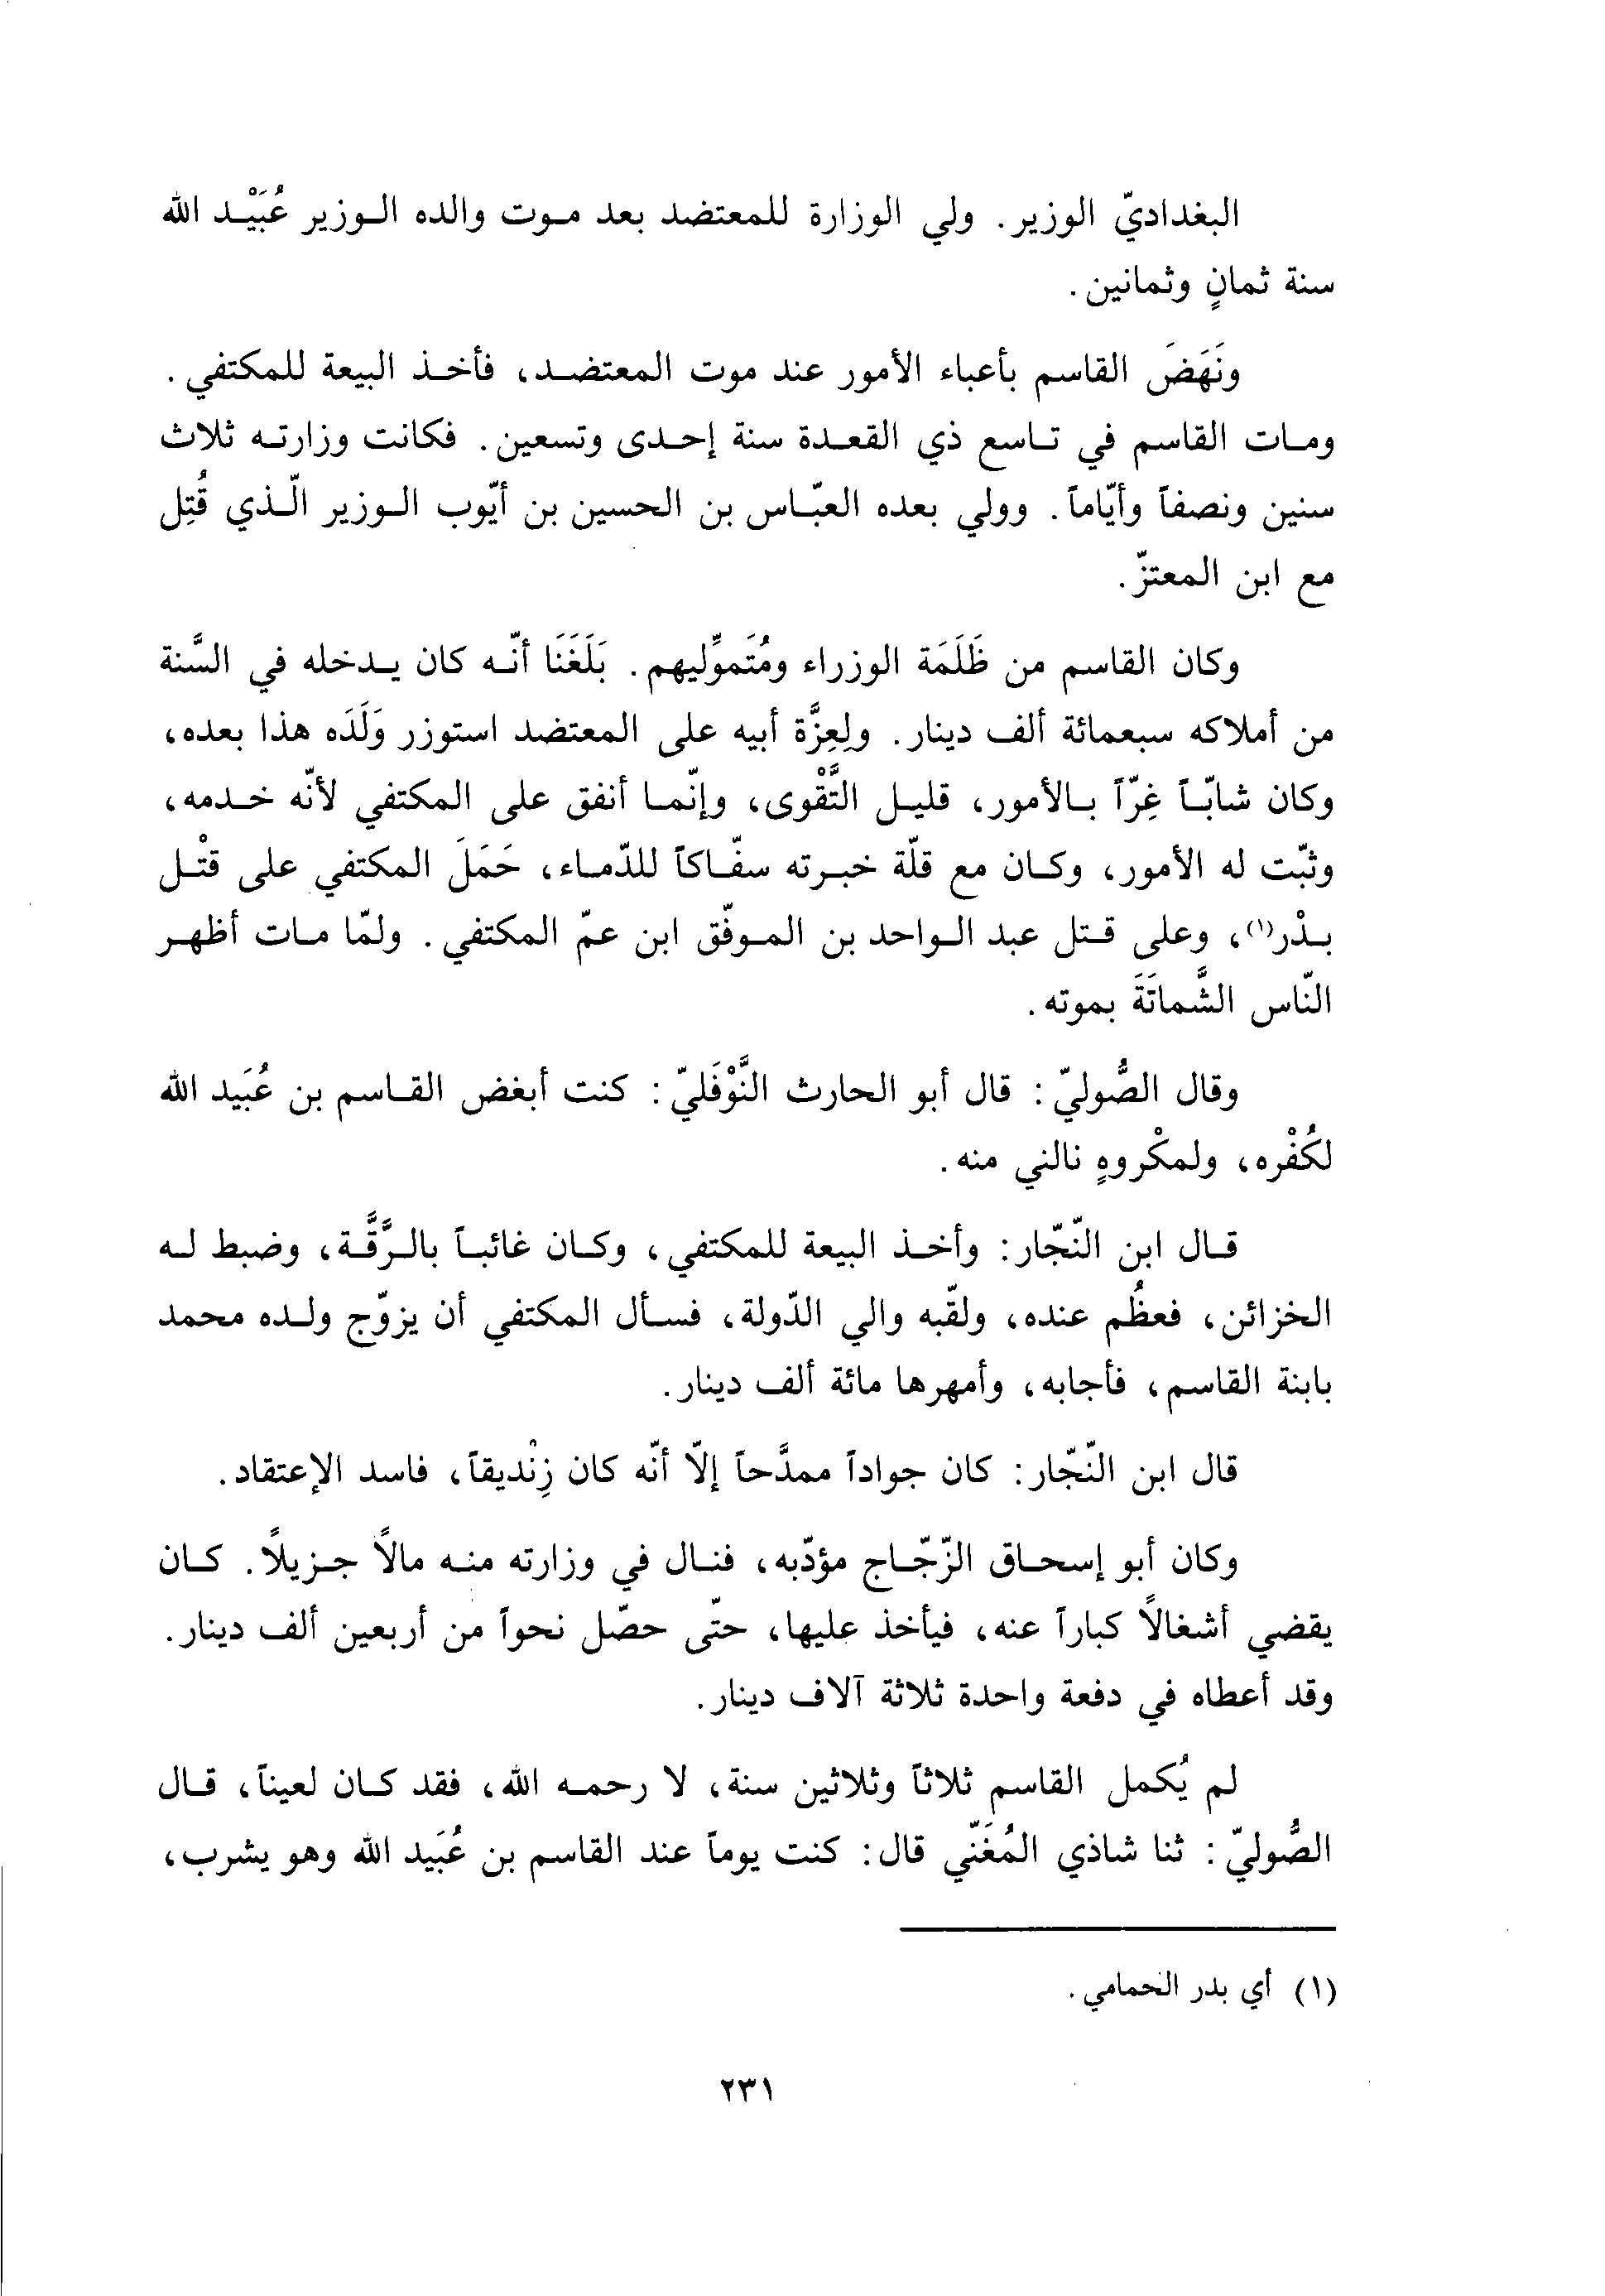 البغداديّ الوزير. ولي الوزارة للمعتضد بعد موت والده الوزير عُبَيْد الله
سنة ثمانٍ وثمانين.
ونَهَضَ القاسم بأعباء الأمور عند موت المعتضد، فأخذ البيعة للمكتفي.
ومات القاسم في تاسع ذي القعدة سنة إحدى وتسعين. فكانت وزارته ثلاث
سنين ونصفاً وأيّاماً. وولي بعده العبّاس بن الحسين بن أيّوب الوزير الّذي قُتِل
مع ابن المعتزّ.
وكان القاسم من ظَلَمَة الوزراء ومُتَموِّليهم. بَلَغَنَا أنّه كان يدخله في السَّنة
من أملاكه سبعمائة ألف دينار. ولِعِزَّة أبيه على المعتضد استوزر وَلَدَه هذا بعده،
وكان شابّاً غِرّاً بالأمور، قليل التَّقْوى، وإنّما أنفق على المكتفي لأنّه خدمه،
وثبّت له الأمور، وكان مع قلّة خبرته سفّاكاً للدّماء، حَمَلَ المكتفي على قتْل
بدْر(١)، وعلى قتل عبد الواحد بن الموفّق ابن عمّ المكتفي. ولمّا مات أظهر
النّاس الشَّماتَةَ بموته.
وقال الصُّوليّ: قال أبو الحارث النَّوْفَليّ: كنت أبغض القاسم بن عُبَيد الله
لكُفْره، ولمكْروهٍ نالني منه.
قال ابن النّجّار: وأخذ البيعة للمكتفي، وكان غائباً بالرَّقَّة، وضبط له
الخزائن، فعظُم عنده، ولقّبه والي الدّولة، فسأل المكتفي أن يزوّج ولده محمد
بابنة القاسم، فأجابه، وأمهرها مائة ألف دينار.
قال ابن النّجّار: كان جواداً ممدَّحاً إلّا أنّه كان زِنْديقاً، فاسد الإعتقاد.
وكان أبو إسحاق الزّجّاج مؤدّبه، فنال في وزارته منه مالاً جزيلاً. كان
يقضي أشغالاً كباراً عنه، فيأخذ عليها، حتّى حصّل نحواً من أربعين ألف دينار.
وقد أعطاه في دفعة واحدة ثلاثة آلاف دينار.
لم يُكمل القاسم ثلاثاً وثلاثين سنة، لا رحمه الله، فقد كان لعيناً، قال
الصُّوليّ: ثنا شاذي المُغَنّي قال: كنت يوماً عند القاسم بن عُبَيد الله وهو يشرب،
(١) أي بدر الحمامي.
٢٣١